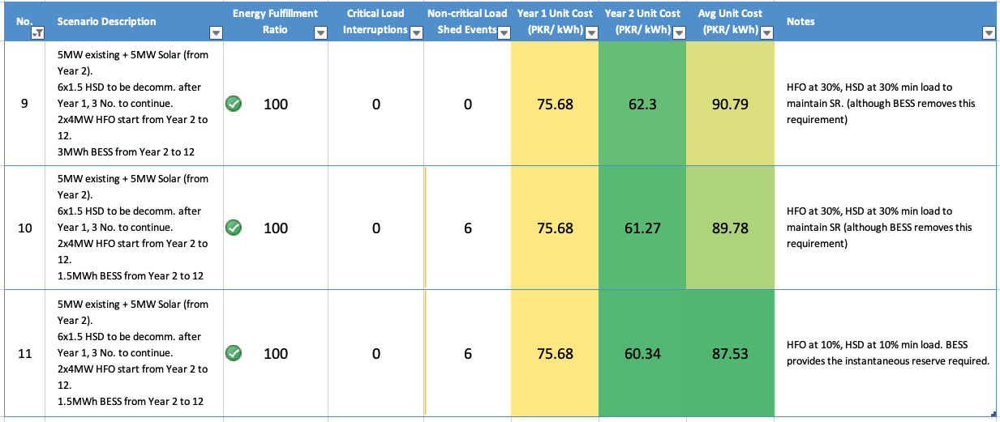 No.
Scenario Description
Energy Fulfillment
Ratio
Critical Load
Interruptions
Non-critical Load
Shed Events
Year 1 Unit Cost
(PKR/ kWh)
Year 2 Unit Cost
(PKR/ kWh)
Avg Unit Cost
(PKR/ kWh)
Notes
9
5MW existing + 5MW Solar (from
Year 2).
6x1.5 HSD to be decomm. after
Year 1, 3 No. to continue.
2x4MW HFO start from Year 2 to
12.
3MWh BESS from Year 2 to 12
100
0
0
75.68
62.3
90.79
HFO at 30%, HSD at 30% min load to
maintain SR. (although BESS removes this
requirement)
10
5MW existing + 5MW Solar (from
Year 2).
6x1.5 HSD to be decomm. after
Year 1, 3 No. to continue.
2x4MW HFO start from Year 2 to
12.
1.5MWh BESS from Year 2 to 12
100
0
6
75.68
61.27
89.78
HFO at 30%, HSD at 30% min load to
maintain SR (although BESS removes this
requirement)
11
5MW existing + 5MW Solar (from
Year 2).
6x1.5 HSD to be decomm. after
Year 1, 3 No. to continue.
2x4MW HFO start from Year 2 to
12.
1.5MWh BESS from Year 2 to 12
100
0
6
75.68
60.34
87.53
HFO at 10%, HSD at 10% min load. BESS
provides the instantaneous reserve required.